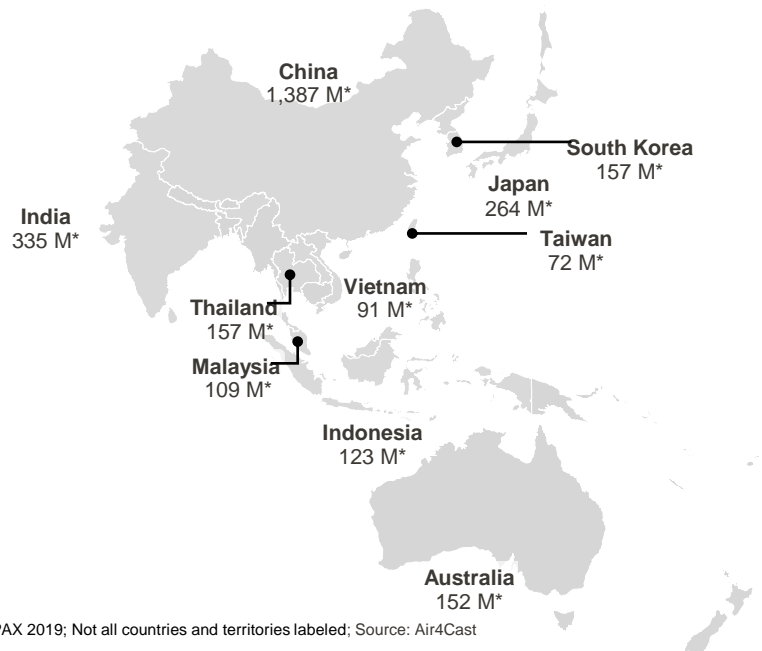 China
1,387 M*
South Korea
157 M*
Japan
264 M*
India
335 M*
Taiwan
72 M*
Vietnam
91 M*
Thailand
157 M*
Malaysia
109 M*
Indonesia
123 M*
Australia
152 M*
2019; Not all countries and territories labeled; Source: Air4Cast